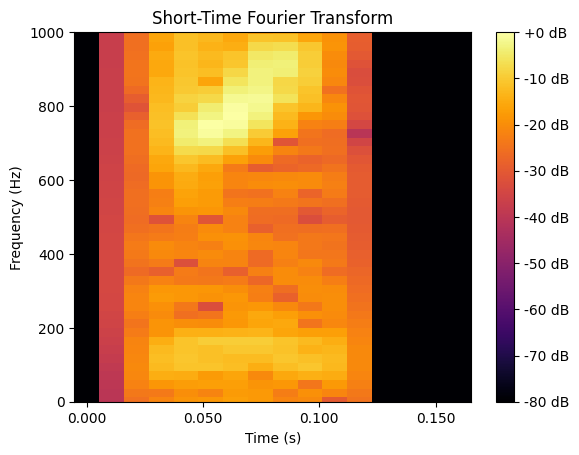 Short-Time Fourier Transform
1000
800
600
400
200
0
Frequency (Hz)
0.000
0.050
0.100
0.150
Time (s)
+0 dB
-10 dB
-20 dB
-30 dB
-40 dB
-50 dB
-60 dB
-70 dB
-80 dB